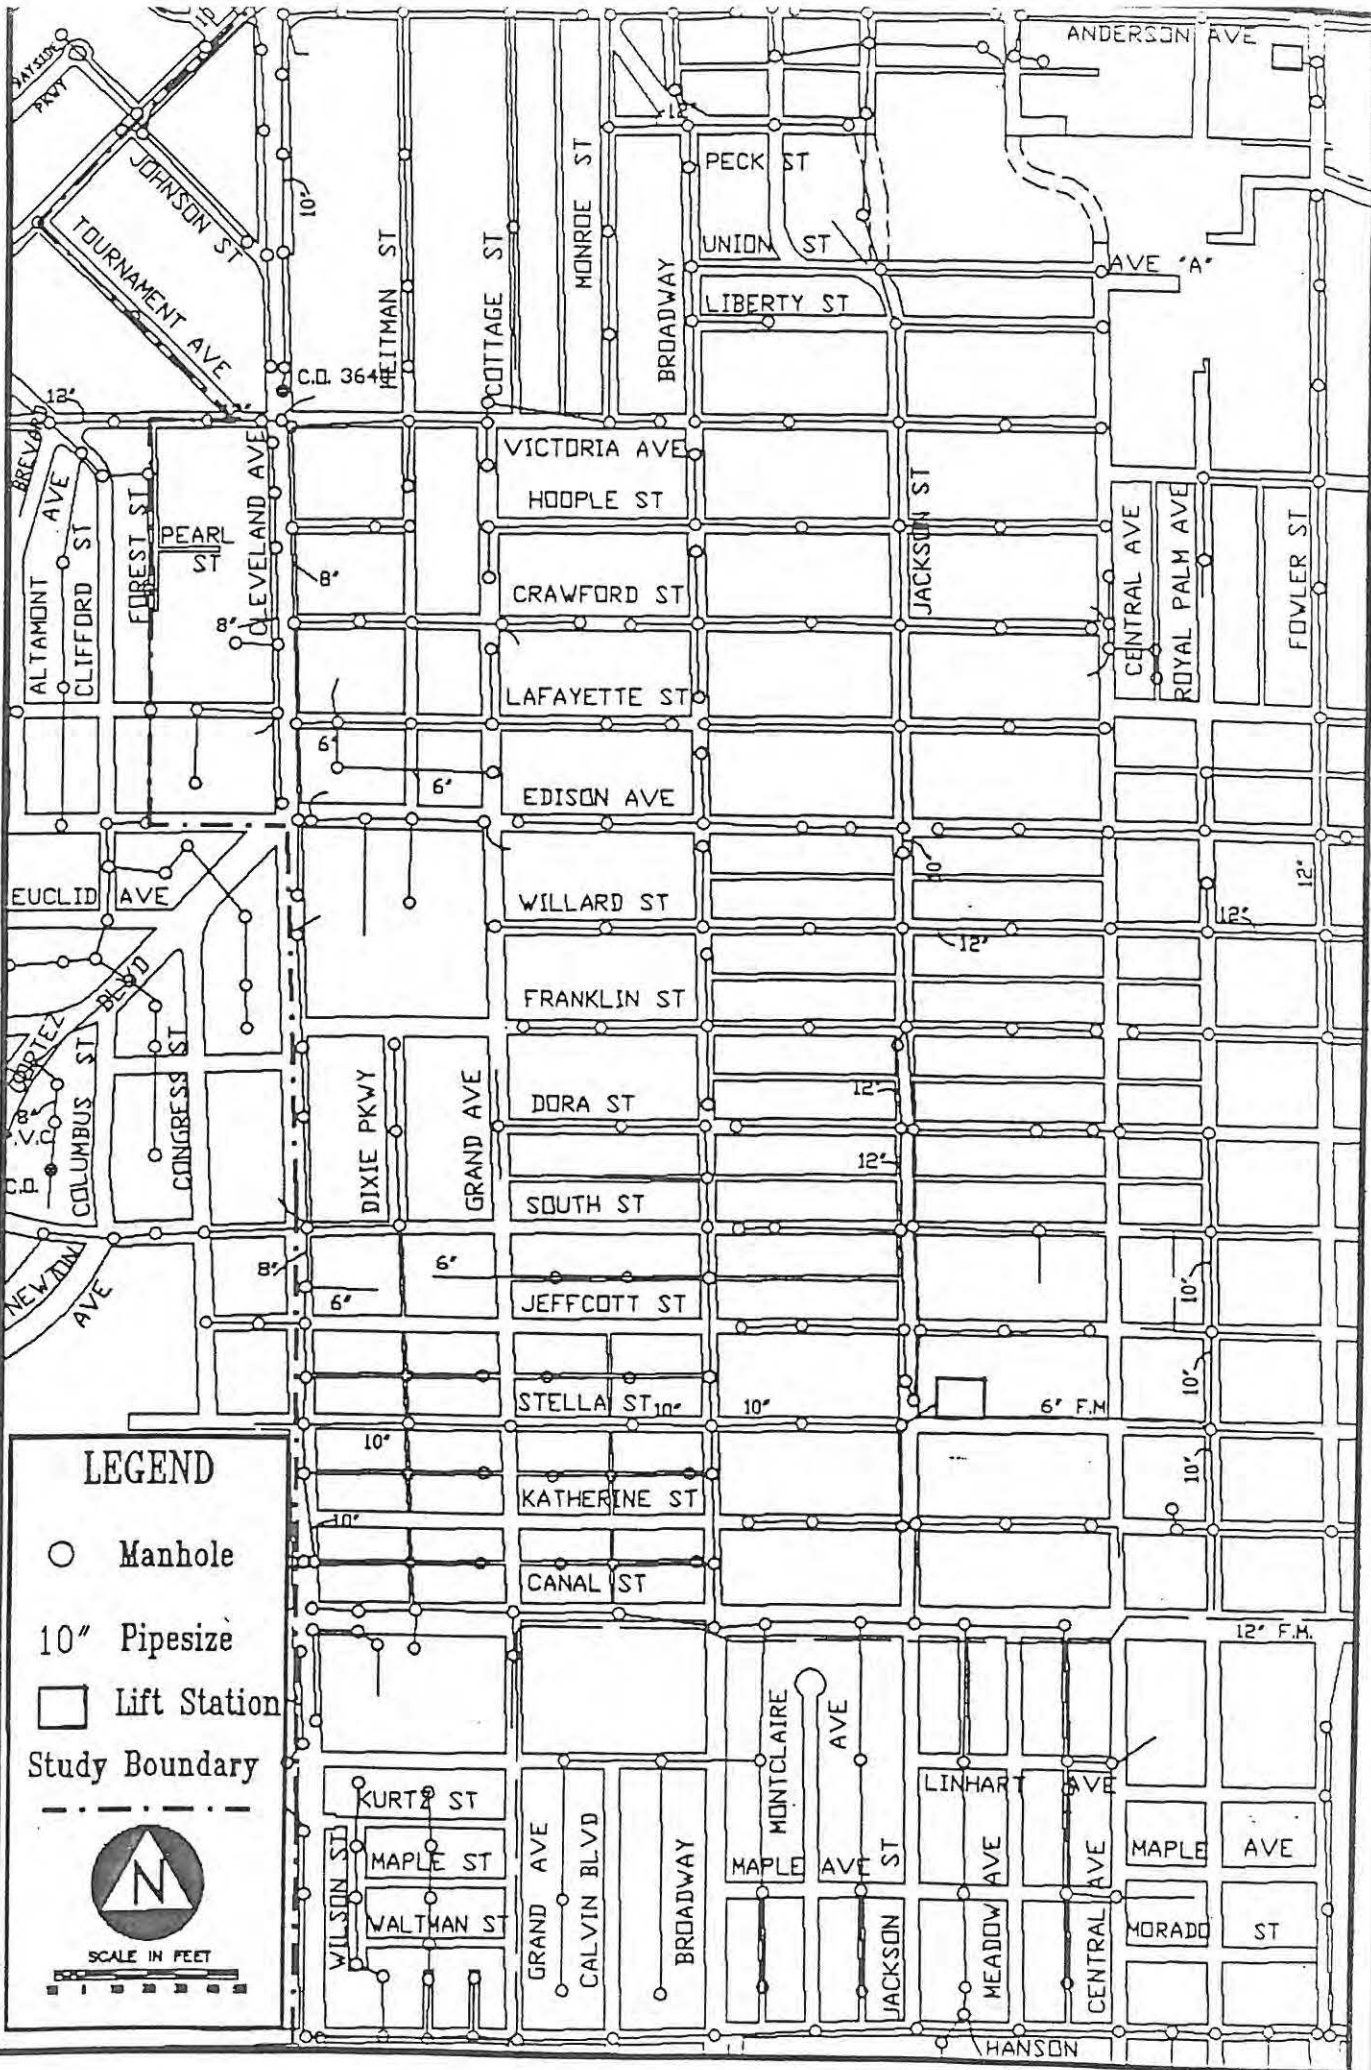 10"
ANDERSON AVE
WAYSIDE
PKWY
12"
JOHNSON ST
PECK ST
10"
TOURNAMENT AVE
HEITMAN ST
COTTAGE ST
MONROE ST
BROADWAY
UNION ST
AVE "A"
LIBERTY ST
C.O. 364
12"
BREVARD
VICTORIA AVE
HOOPLE ST
CLEVELAND AVE
FOREST ST
PEARL
ST
JACKSON ST
CENTRAL AVE
ROYAL PALM AVE
FOWLER ST
ALTAMONT AVE
CLIFFORD ST
8"
CRAWFORD ST
8"
LAFAYETTE ST
6"
6"
EDISON AVE
10
12"
EUCLID AVE
WILLARD ST
12"
12"
CORTEZ BLVD
FRANKLIN ST
COLUMBUS ST
CONGRESS ST
8"
.V.C
C.O.
DIXIE PKWY
GRAND AVE
DORA ST
12"
12"
SOUTH ST
NEWTON
AVE
8"
6"
6"
JEFFCOTT ST
10"
10"
STELLA ST
10"
10"
6" F.M
10"
10"
KATHERINE ST
10"
CANAL ST
12" F.M.
LEGEND
Manhole
10" Pipesize
Lift Station
Study Boundary
N
SCALE IN FEET
MONTCLAIRE AVE
LINHART AVE
KURTZ ST
WILSON ST
MAPLE ST
WALTMAN ST
GRAND AVE
CALVIN BLVD
BROADWAY
MAPLE AVE
JACKSON ST
MEADOW AVE
CENTRAL AVE
MAPLE AVE
MORADO ST
HANSON